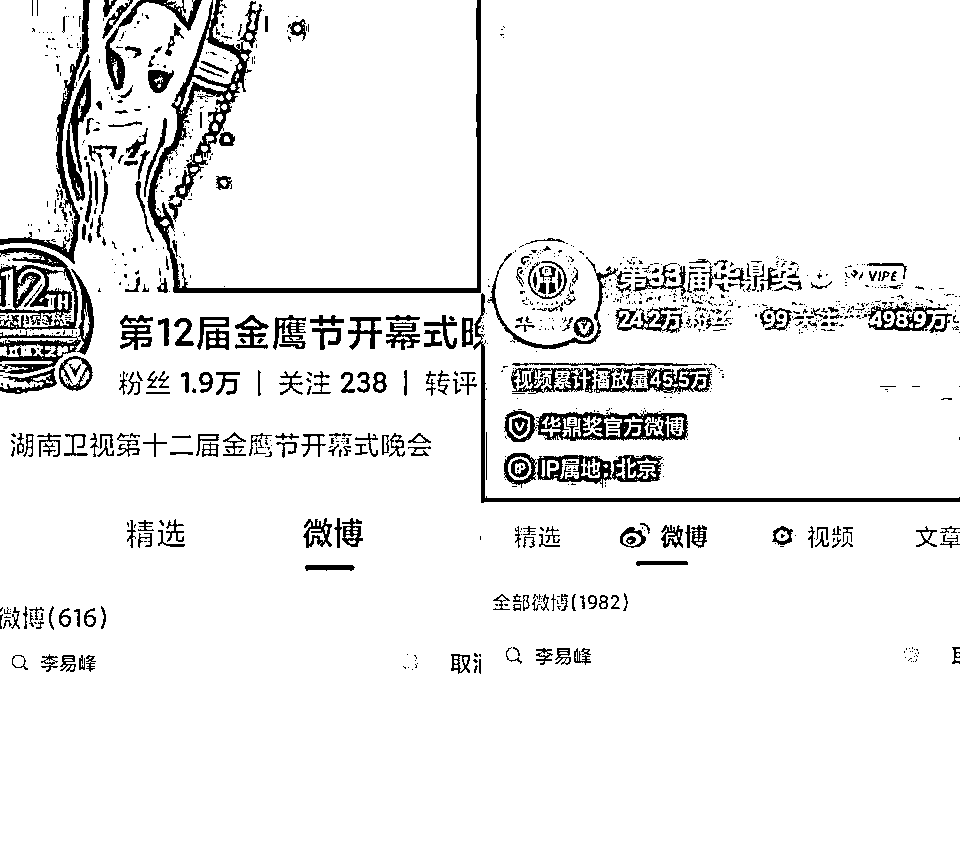 12TH
第12届金鹰节开幕式晚
粉丝 1.9万 | 关注 238 | 转评
湖南卫视第十二届金鹰节开幕式晚会
精选 微博
微博(616)
李易峰 取消
第33届华鼎奖 VIPE
24.2万 粉丝 99 关注 498.9万
视频累计播放量45.5万
华鼎奖官方微博
IP属地：北京
精选 微博 视频 文章
全部微博(1982)
李易峰 取